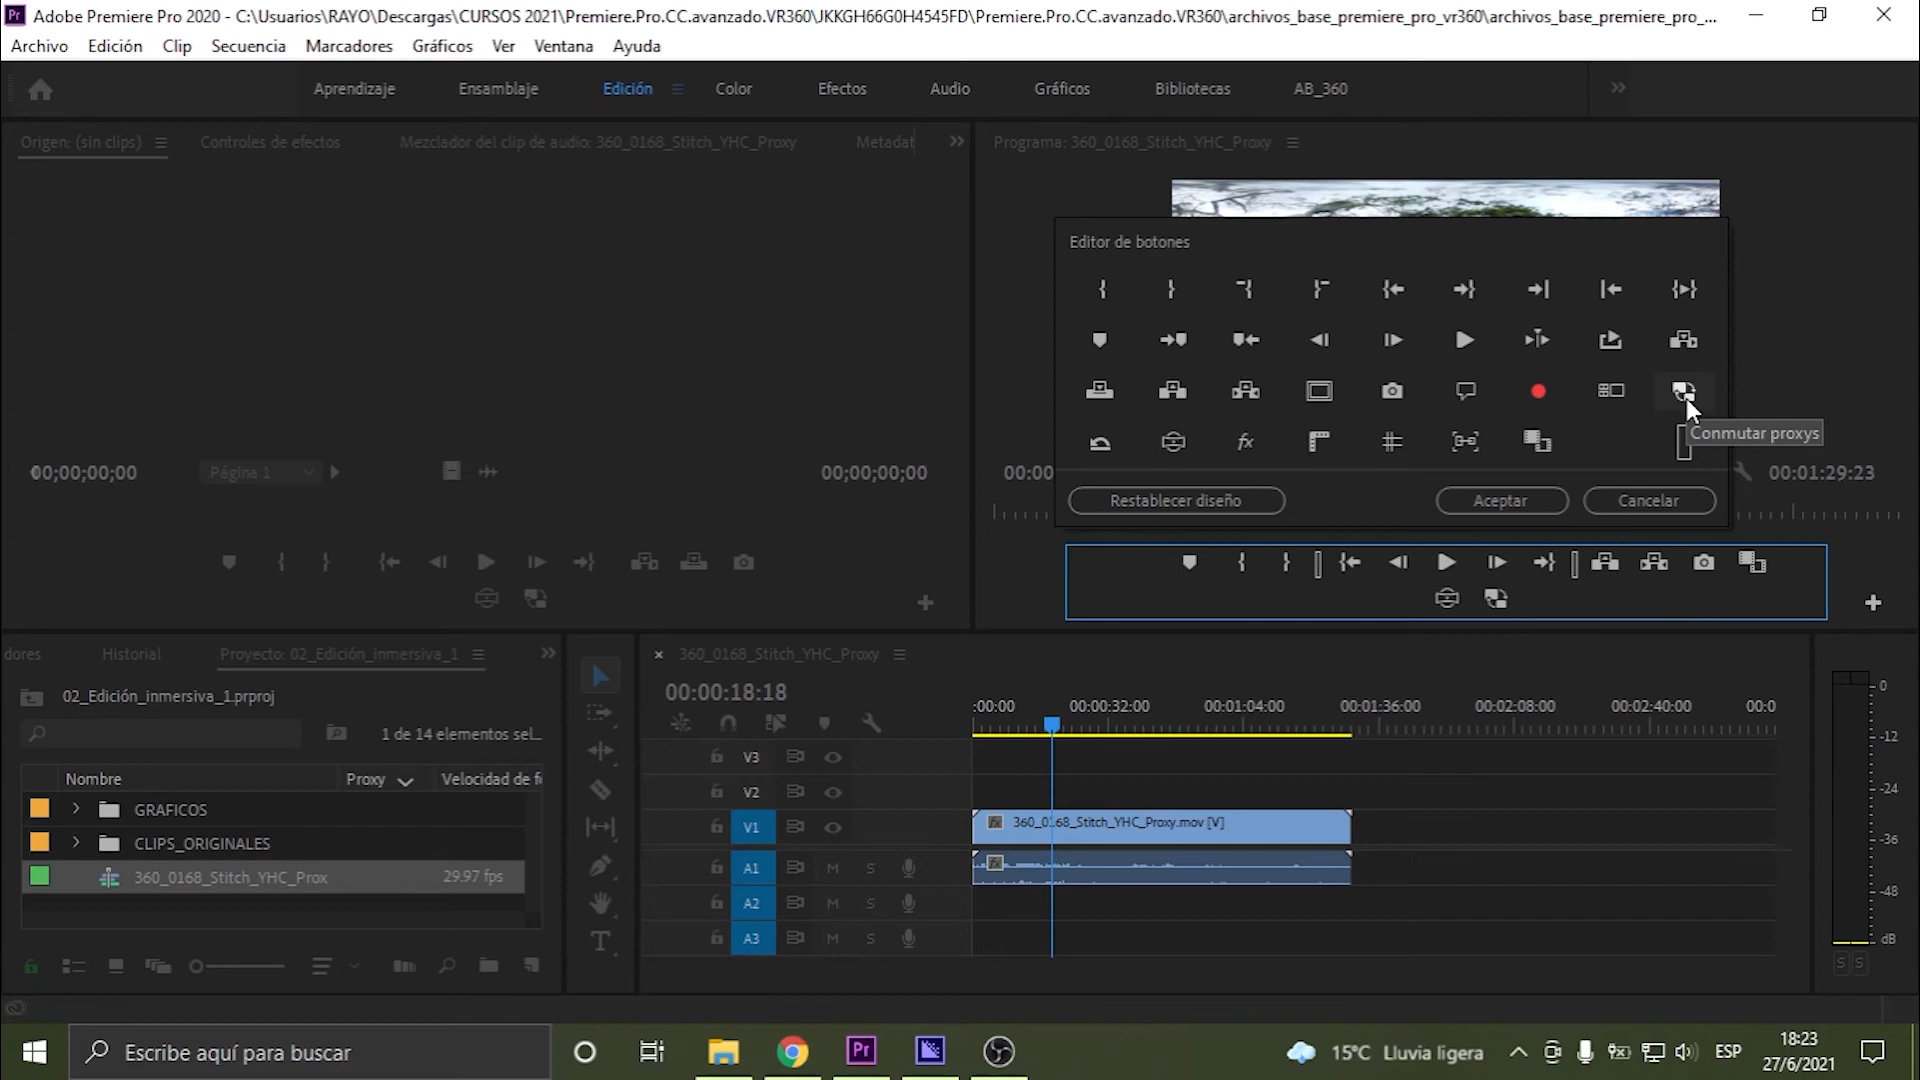 Adobe Premiere Pro 2020 - C:\Usuarios\RAYO\Descargas\CURSOS 2021\Premiere.Pro.CC.avanzado.VR360\JKKGH66G0H4545FD\Premiere.Pro.CC.avanzado.VR360\archivos_base_premiere_pro_vr360\archivos_base_premiere_pro_...
Archivo Edición Clip Secuencia Marcadores Gráficos Ver Ventana Ayuda
Aprendizaje Ensamblaje Edición Color Efectos Audio Gráficos Bibliotecas AB_360
Origen: (sin clips) Controles de efectos Mezclador del clip de audio: 360_0168_Stitch_YHC_Proxy Metadat
Programa: 360_0168_Stitch_YHC_Proxy
Editor de botones
Conmutar proxys
00;00;00;00 Página 1 00;00;00;00
00:00 00:01:29:23
Restablecer diseño Aceptar Cancelar
dores Historial Proyecto: 02_Edición_inmersiva_1
02_Edición_inmersiva_1.prproj
1 de 14 elementos sel...
Nombre Proxy Velocidad de f
GRAFICOS
CLIPS_ORIGINALES
360_0168_Stitch_YHC_Prox 29.97 fps
360_0168_Stitch_YHC_Proxy
00:00:18:18
:00:00 00:00:32:00 00:01:04:00 00:01:36:00 00:02:08:00 00:02:40:00 00:0
V3
V2
V1 fx 360_0168_Stitch_YHC_Proxy.mov [V]
A1 M S fx
A2 M S
A3 M S
0
-12
-24
-36
-48
dB
S S
Escribe aquí para buscar
15°C Lluvia ligera
ESP
18:23
27/6/2021